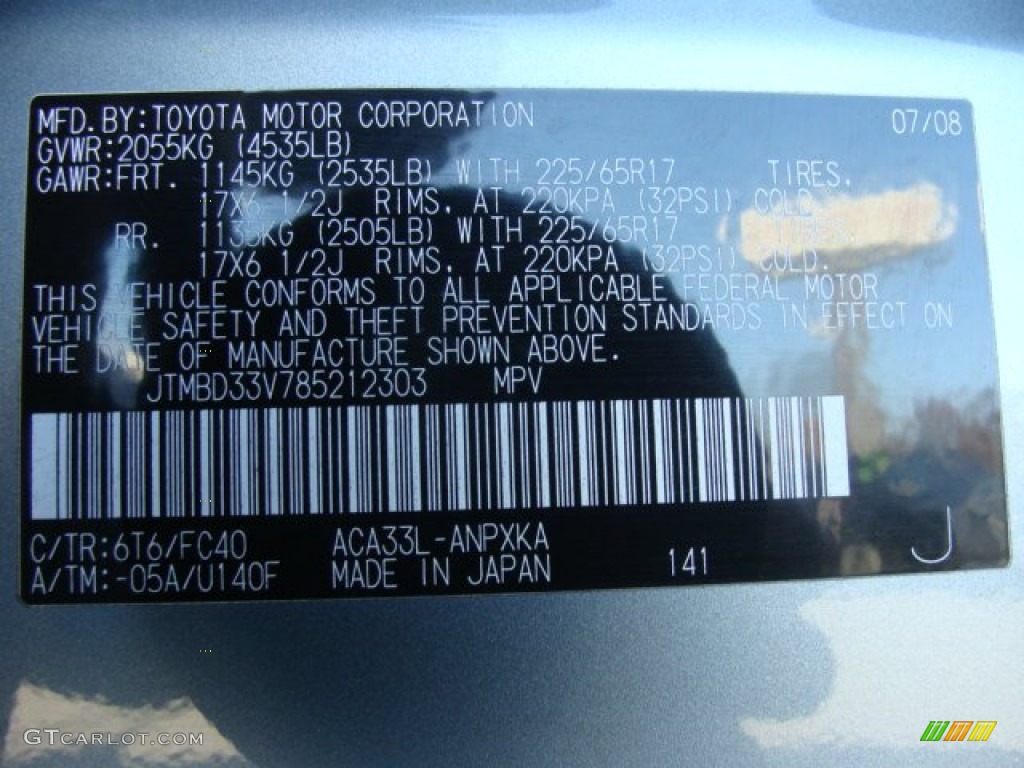 MFD.BY:TOYOTA MOTOR CORPORATION 07/08
GVWR:2055KG (4535LB)
GAWR:FRT. 1145KG (2535LB) WITH 225/65R17 TIRES,
17X6 1/2J RIMS, AT 220KPA (32PSI) COLD.
RR. 1135KG (2505LB) WITH 225/65R17 TIRES,
17X6 1/2J RIMS, AT 220KPA (32PSI) COLD.
THIS VEHICLE CONFORMS TO ALL APPLICABLE FEDERAL MOTOR
VEHICLE SAFETY AND THEFT PREVENTION STANDARDS IN EFFECT ON
THE DATE OF MANUFACTURE SHOWN ABOVE.
JTMBD33V785212303 MPV
C/TR:6T6/FC40 ACA33L-ANPXKA
A/TM:-05A/U140F MADE IN JAPAN 141 J
GTCARLOT.COM